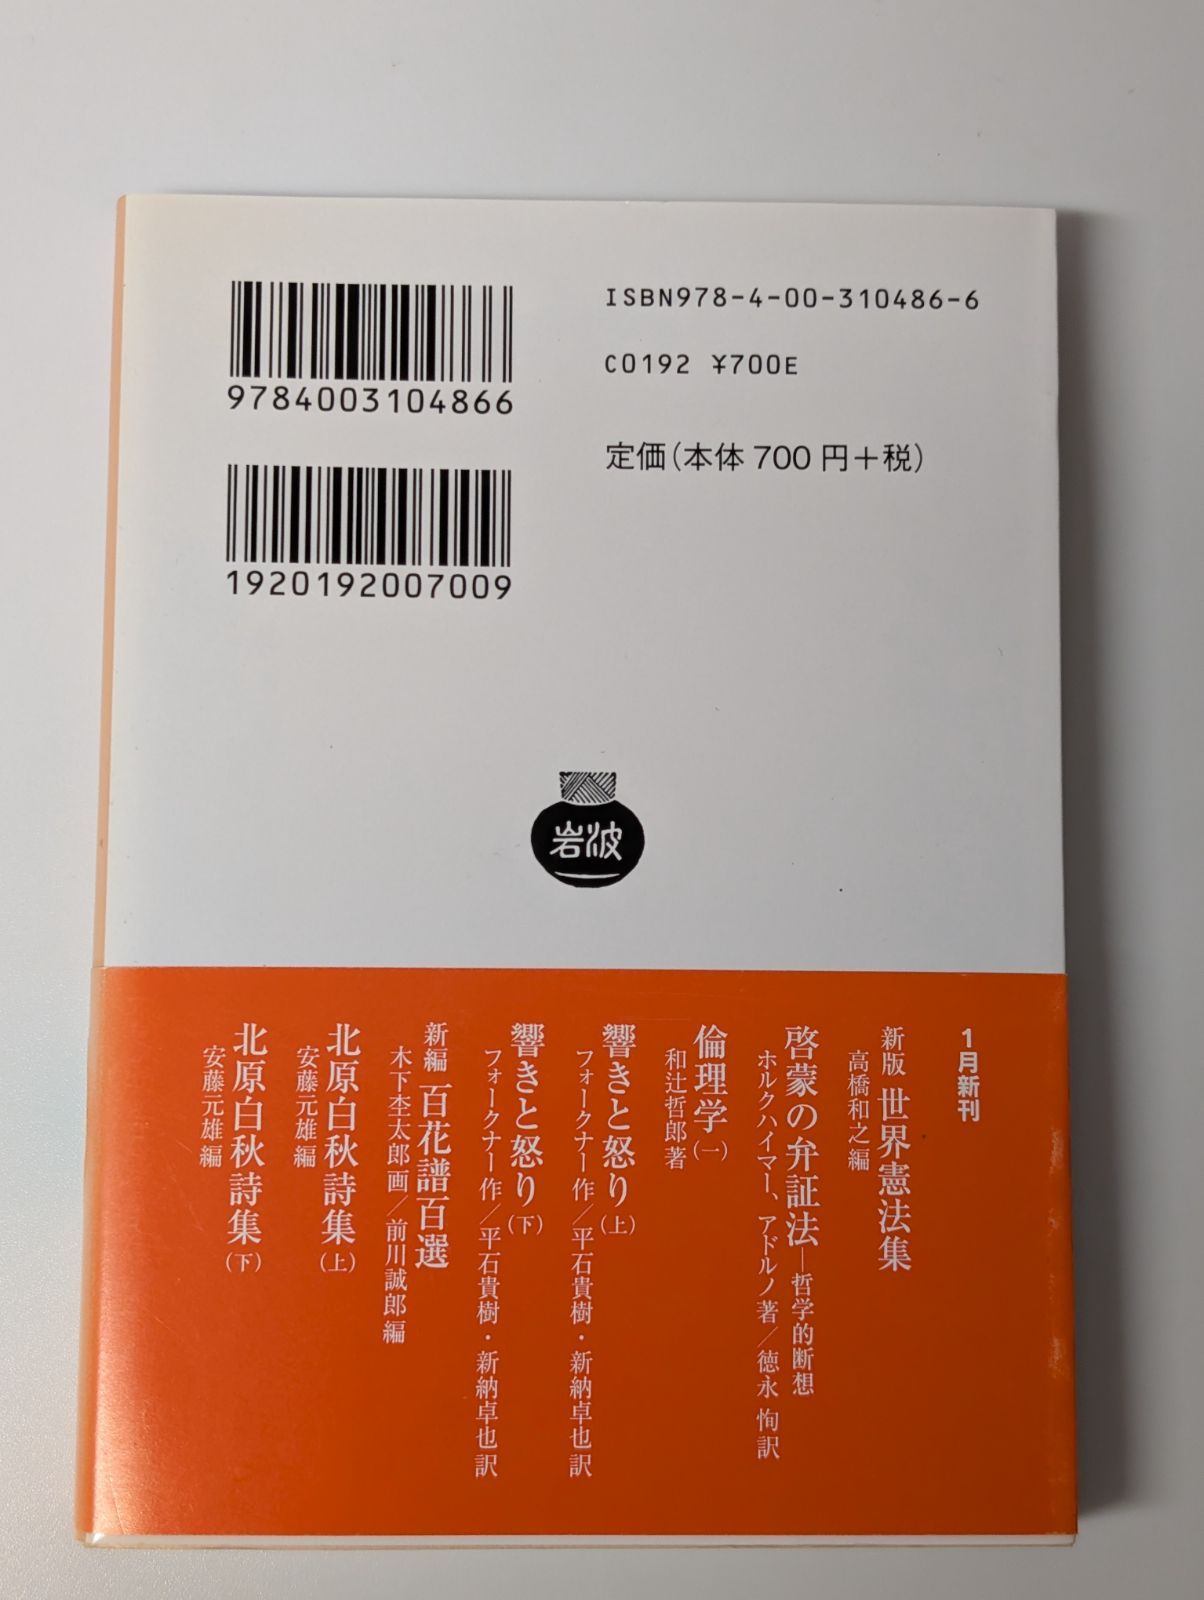 ISBN978-4-00-310486-6
C0192 ¥700E
定価(本体 700 円+税)
9784003104866
1920192007009
岩波
1月新刊
新版 世界憲法集
高橋和之編
啓蒙の弁証法―哲学的断想
ホルクハイマー、アドルノ著/徳永 恂訳
倫理学(一)
和辻哲郎著
響きと怒り(上)
フォークナー作/平石貴樹・新納卓也訳
響きと怒り(下)
フォークナー作/平石貴樹・新納卓也訳
新編 百花譜百選
木下杢太郎画/前川誠郎編
北原白秋詩集(上)
安藤元雄編
北原白秋詩集(下)
安藤元雄編